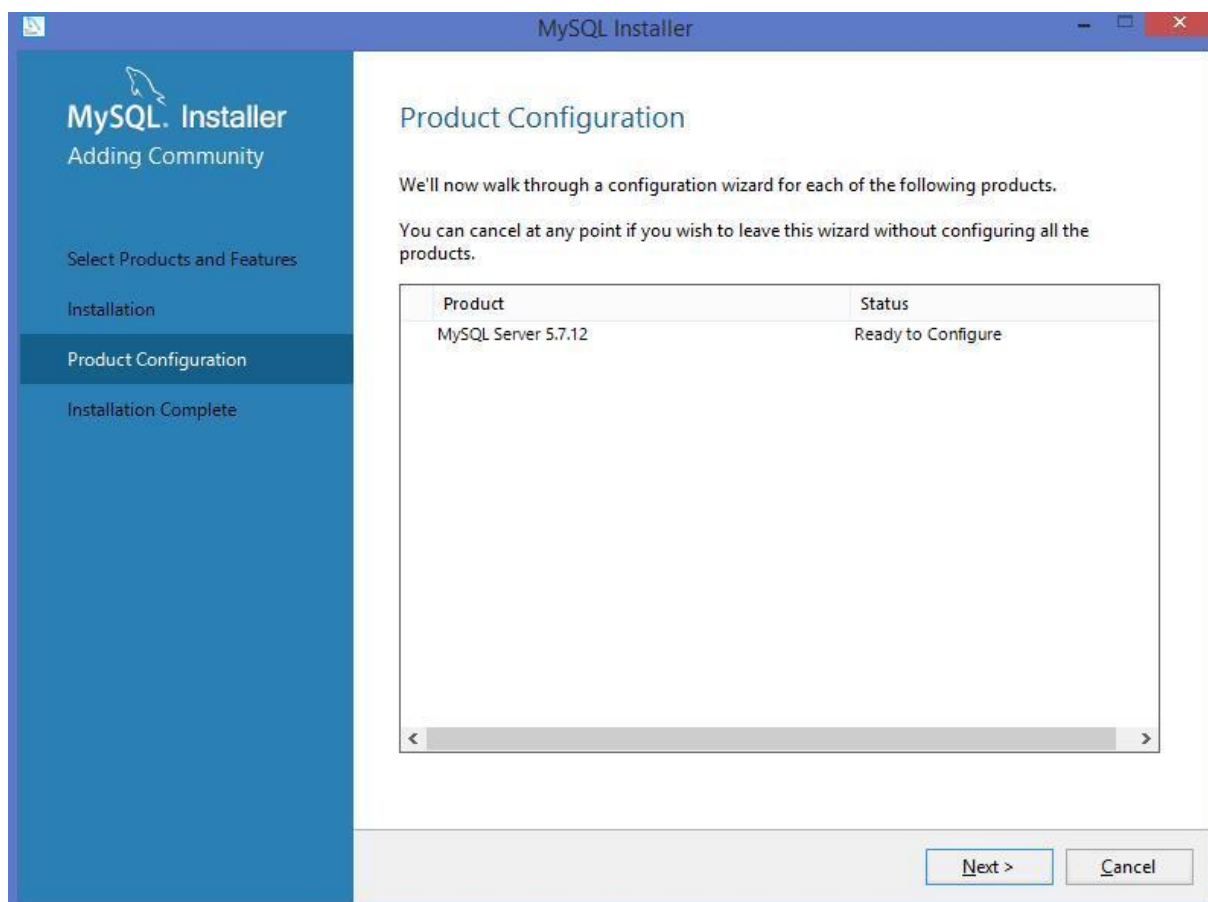 MySQL Installer
MySQL. Installer
Adding Community
Select Products and Features
Installation
Product Configuration
Installation Complete
Product Configuration
We'll now walk through a configuration wizard for each of the following products.
You can cancel at any point if you wish to leave this wizard without configuring all the
products.
Product Status
MySQL Server 5.7.12 Ready to Configure
Next > Cancel